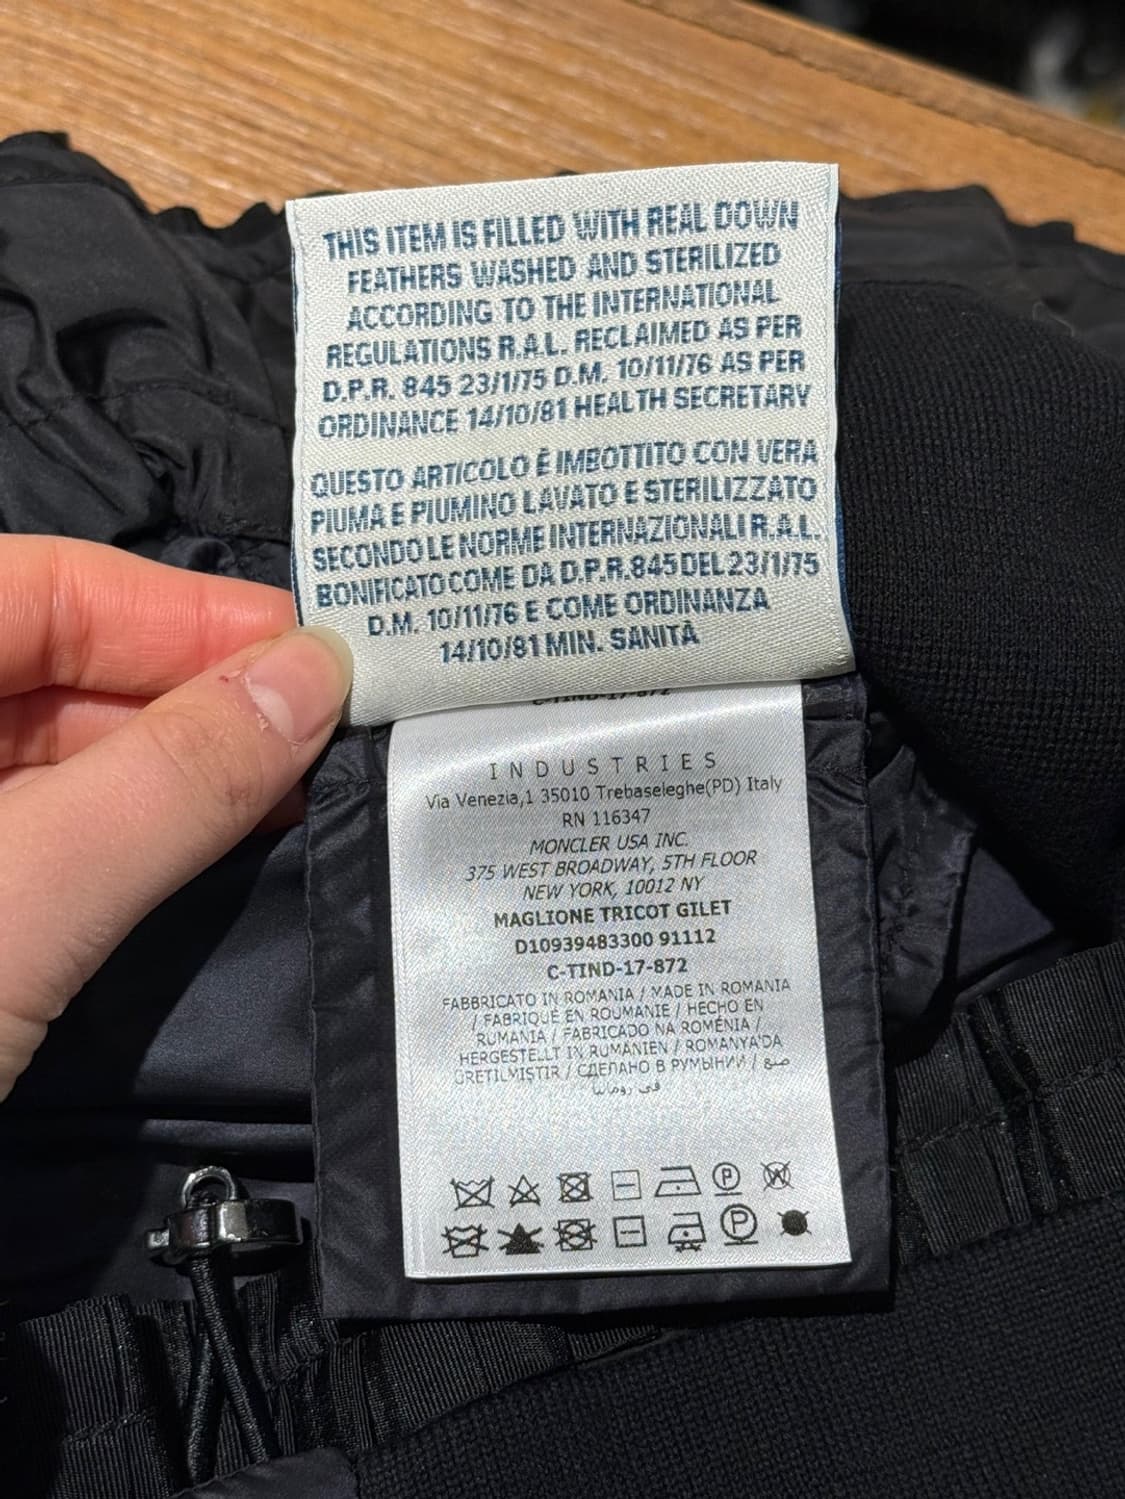 THIS ITEM IS FILLED WITH REAL DOWN
FEATHERS WASHED AND STERILIZED
ACCORDING TO THE INTERNATIONAL
REGULATIONS R.A.L. RECLAIMED AS PER
D.P.R. 845 23/1/75 D.M. 10/11/76 AS PER
ORDINANCE 14/10/81 HEALTH SECRETARY
QUESTO ARTICOLO È IMBOTTITO CON VERA
PIUMA E PIUMINO LAVATO E STERILIZZATO
SECONDO LE NORME INTERNAZIONALI R.A.L.
BONIFICATO COME DA D.P.R. 845 DEL 23/1/75
D.M. 10/11/76 E COME ORDINANZA
14/10/81 MIN. SANITÀ
C-TIND-17-872
INDUSTRIES
Via Venezia,1 35010 Trebaseleghe(PD) Italy
RN 116347
MONCLER USA INC.
375 WEST BROADWAY, 5TH FLOOR
NEW YORK, 10012 NY
MAGLIONE TRICOT GILET
D10939483300 91112
C-TIND-17-872
FABBRICATO IN ROMANIA / MADE IN ROMANIA
/ FABRIQUÉ EN ROUMANIE / HECHO EN
RUMANIA / FABRICADO NA ROMÉNIA /
HERGESTELLT IN RUMÄNIEN / ROMANYA'DA
ÜRETILMIŞTIR / СДЕЛАНО В РУМЫНИИ / صنع
في رومانيا
P W
P